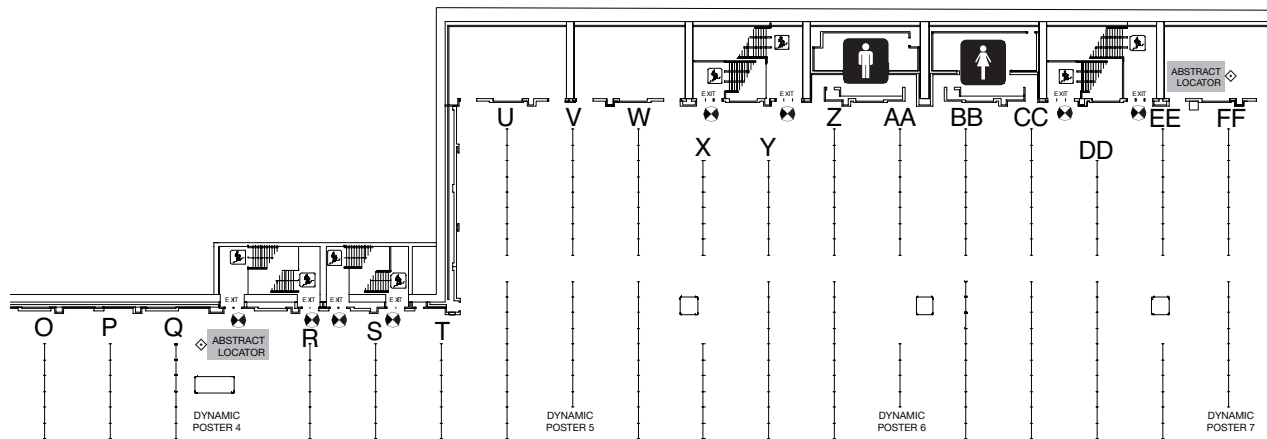 EXIT
EXIT
EXIT
EXIT
ABSTRACT
LOCATOR
U
V
W
Z
AA
BB
CC
EE
FF
X
Y
DD
EXIT
EXIT
EXIT
EXIT
O
P
Q
R
S
T
ABSTRACT
LOCATOR
DYNAMIC
POSTER 4
DYNAMIC
POSTER 5
DYNAMIC
POSTER 6
DYNAMIC
POSTER 7